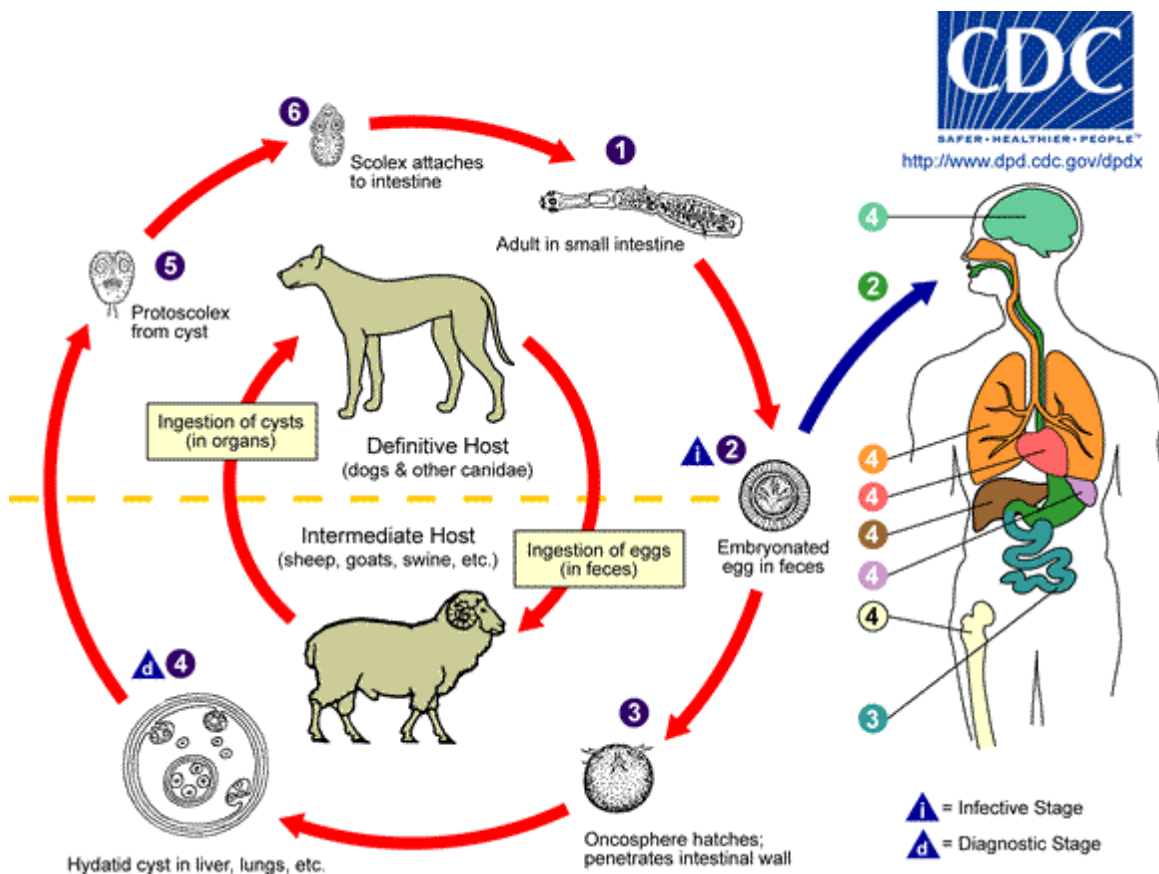 CDC
SAFER • HEALTHIER • PEOPLE™
http://www.dpd.cdc.gov/dpdx
6
Scolex attaches
to intestine
1
Adult in small intestine
5
Protoscolex
from cyst
Ingestion of cysts
(in organs)
Definitive Host
(dogs & other canidae)
i 2
Embryonated
egg in feces
Intermediate Host
(sheep, goats, swine, etc.)
Ingestion of eggs
(in feces)
d 4
Hydatid cyst in liver, lungs, etc.
3
Oncosphere hatches;
penetrates intestinal wall
4
2
4
4
4
4
4
3
i = Infective Stage
d = Diagnostic Stage